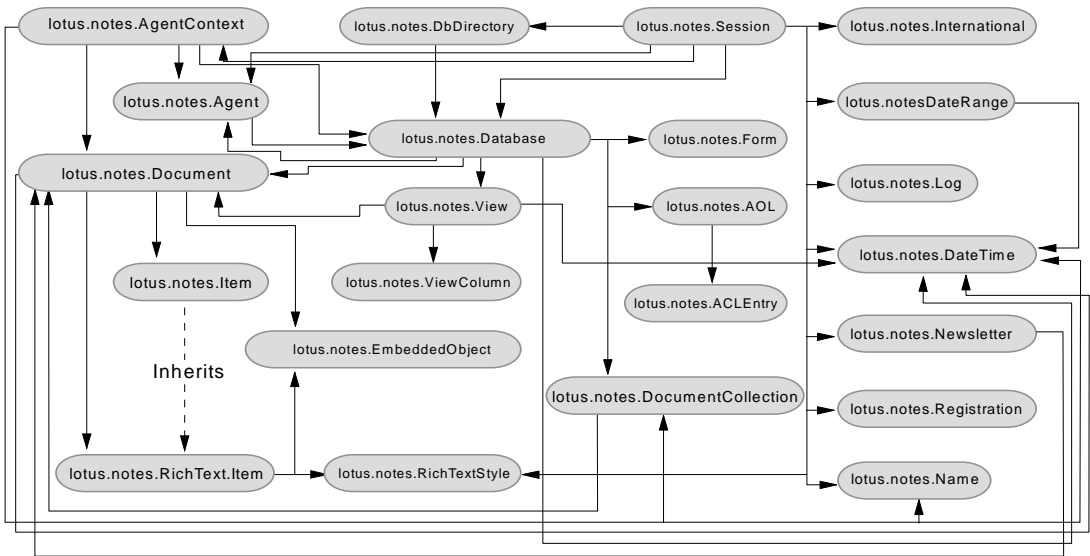 lotus.notes.AgentContext
lotus.notes.DbDirectory
lotus.notes.Session
lotus.notes.International
lotus.notes.Agent
lotus.notesDateRange
lotus.notes.Database
lotus.notes.Form
lotus.notes.Document
lotus.notes.Log
lotus.notes.View
lotus.notes.AOL
lotus.notes.DateTime
lotus.notes.Item
lotus.notes.ViewColumn
lotus.notes.ACLEntry
lotus.notes.Newsletter
lotus.notes.EmbeddedObject
Inherits
lotus.notes.DocumentCollection
lotus.notes.Registration
lotus.notes.RichText.Item
lotus.notes.RichTextStyle
lotus.notes.Name